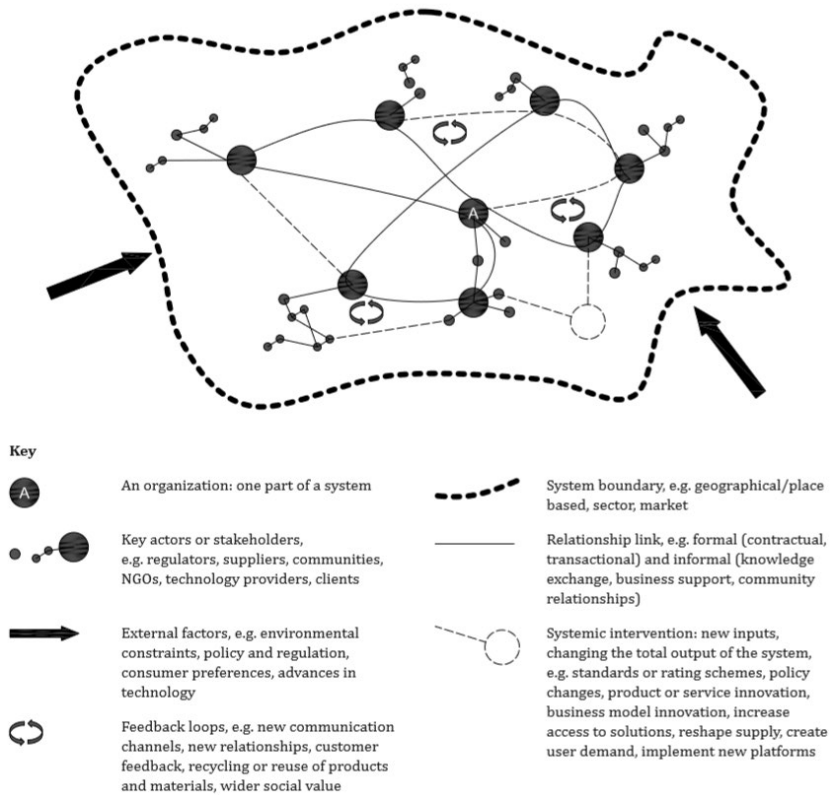 A
Key
A
An organization: one part of a system
Key actors or stakeholders,
e.g. regulators, suppliers, communities,
NGOs, technology providers, clients
External factors, e.g. environmental
constraints, policy and regulation,
consumer preferences, advances in
technology
Feedback loops, e.g. new communication
channels, new relationships, customer
feedback, recycling or reuse of products
and materials, wider social value
System boundary, e.g. geographical/place
based, sector, market
Relationship link, e.g. formal (contractual,
transactional) and informal (knowledge
exchange, business support, community
relationships)
Systemic intervention: new inputs,
changing the total output of the system,
e.g. standards or rating schemes, policy
changes, product or service innovation,
business model innovation, increase
access to solutions, reshape supply, create
user demand, implement new platforms